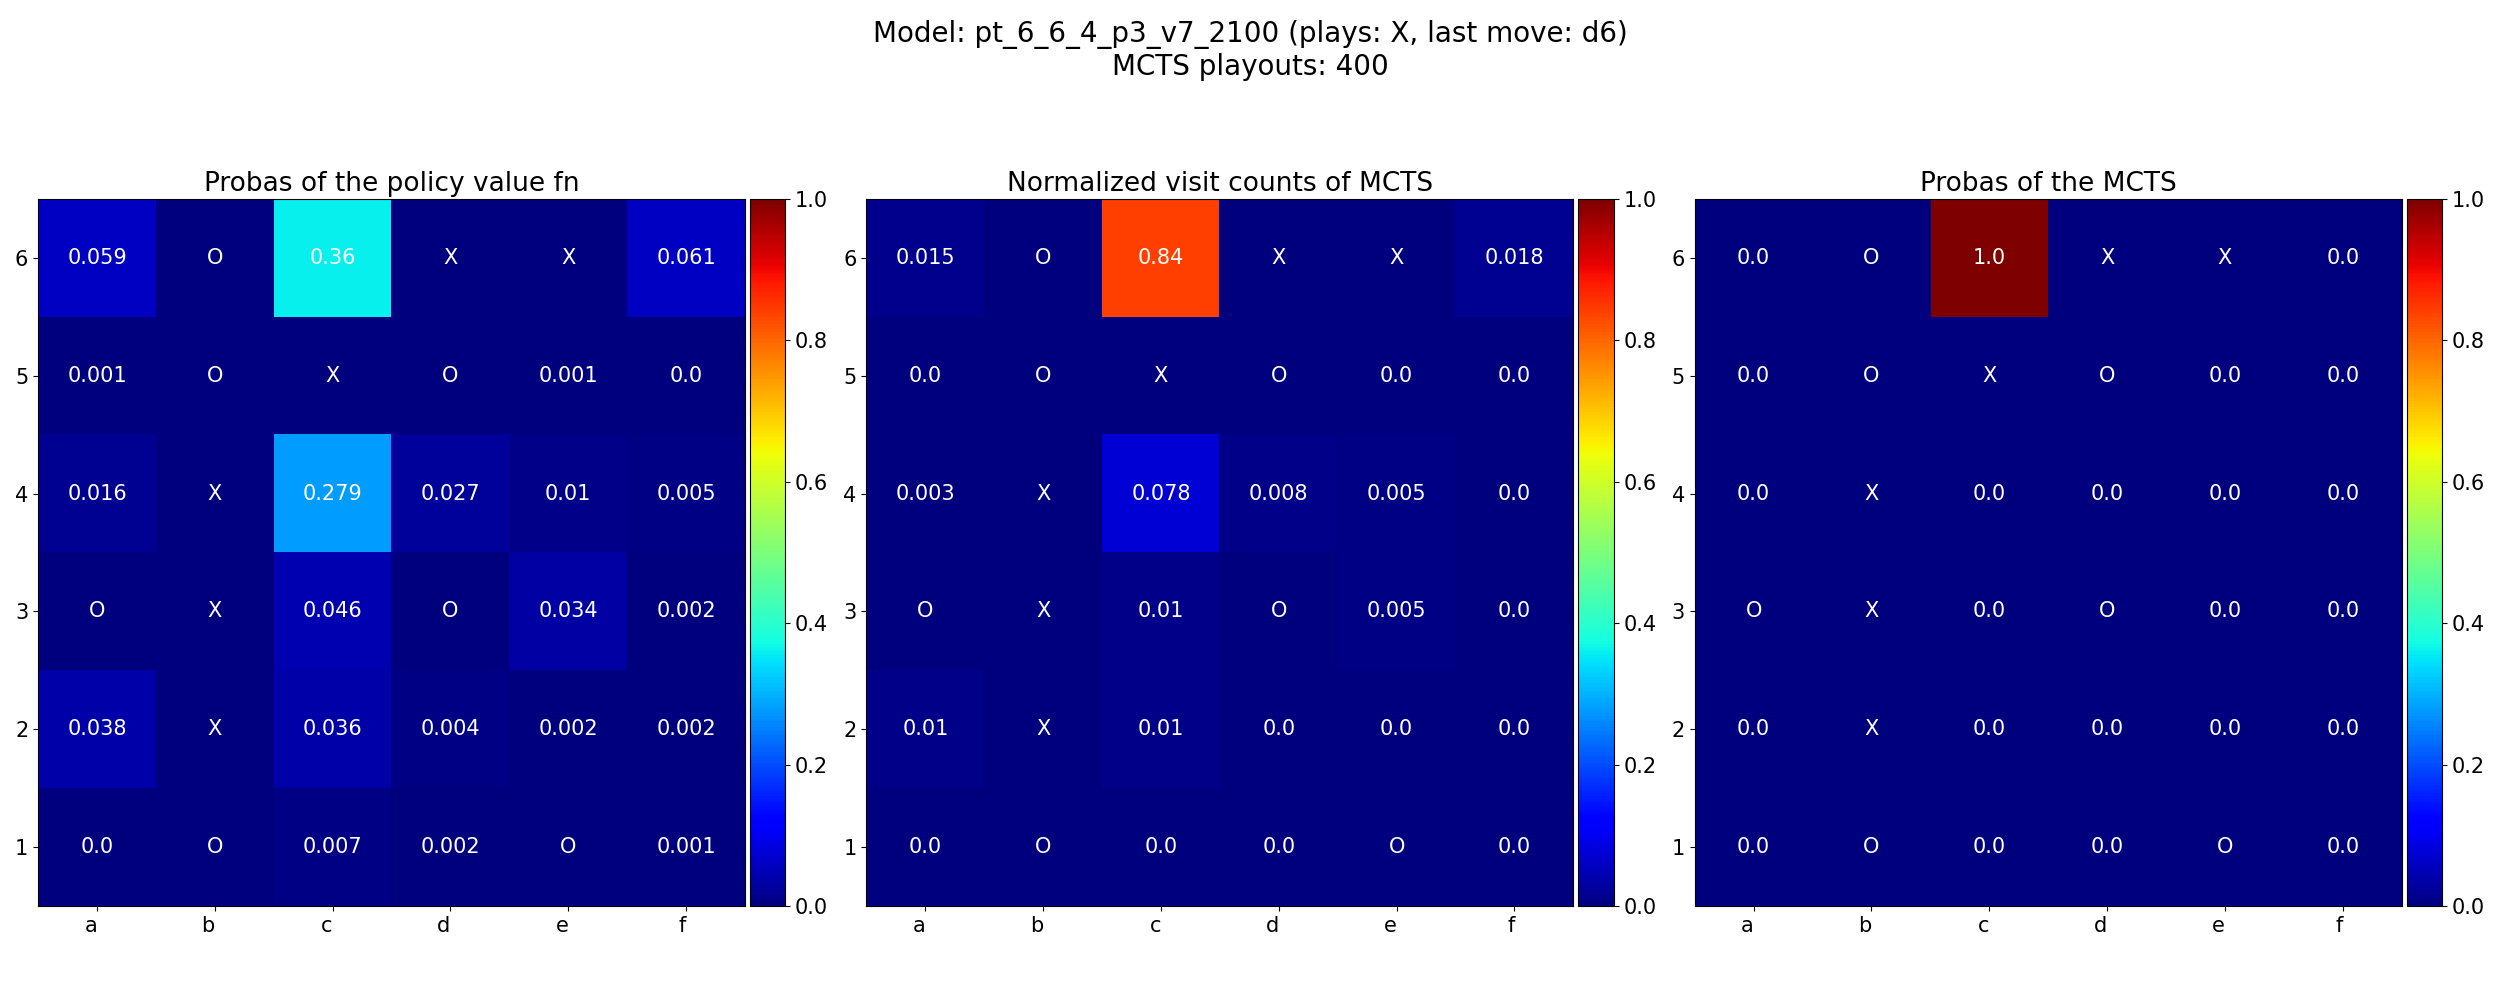 Model: pt_6_6_4_p3_v7_2100 (plays: X, last move: d6)
MCTS playouts: 400
Probas of the policy value fn
6 0.059 O 0.36 X X 0.061
5 0.001 O X O 0.001 0.0
4 0.016 X 0.279 0.027 0.01 0.005
3 O X 0.046 O 0.034 0.002
2 0.038 X 0.036 0.004 0.002 0.002
1 0.0 O 0.007 0.002 O 0.001
a b c d e f
1.0
0.8
0.6
0.4
0.2
0.0
Normalized visit counts of MCTS
6 0.015 O 0.84 X X 0.018
5 0.0 O X O 0.0 0.0
4 0.003 X 0.078 0.008 0.005 0.0
3 O X 0.01 O 0.005 0.0
2 0.01 X 0.01 0.0 0.0 0.0
1 0.0 O 0.0 0.0 O 0.0
a b c d e f
1.0
0.8
0.6
0.4
0.2
0.0
Probas of the MCTS
6 0.0 O 1.0 X X 0.0
5 0.0 O X O 0.0 0.0
4 0.0 X 0.0 0.0 0.0 0.0
3 O X 0.0 O 0.0 0.0
2 0.0 X 0.0 0.0 0.0 0.0
1 0.0 O 0.0 0.0 O 0.0
a b c d e f
1.0
0.8
0.6
0.4
0.2
0.0